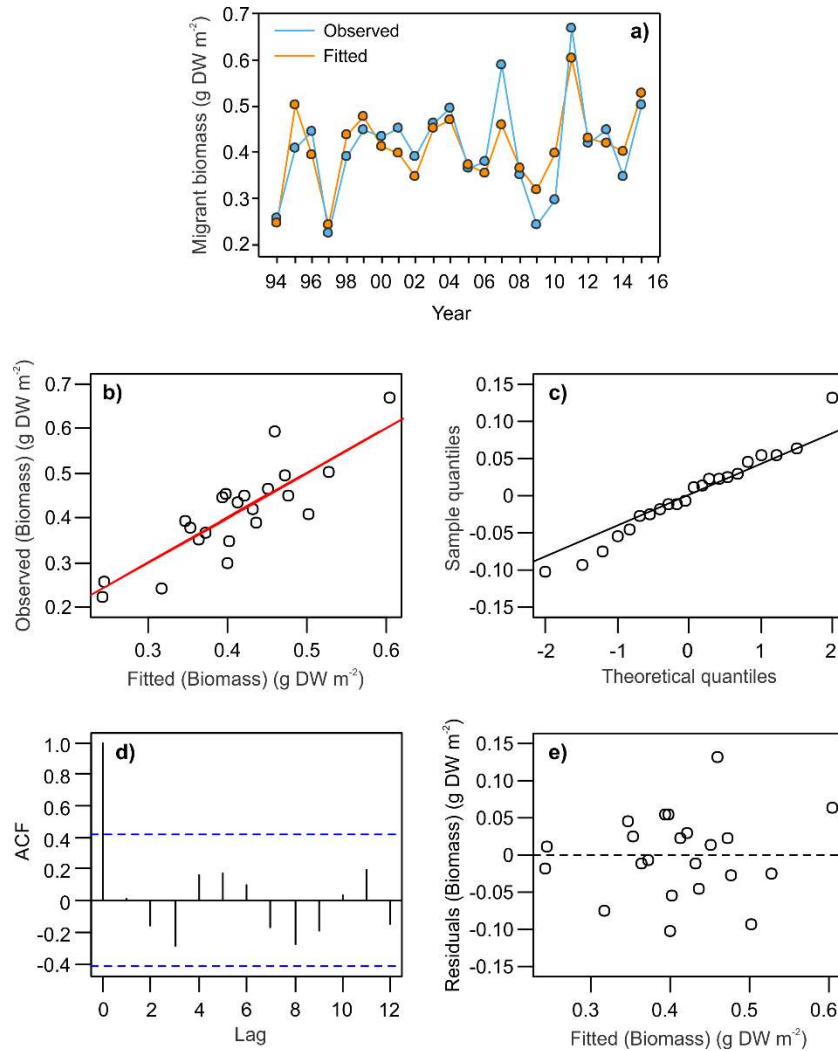 a)
Observed
Fitted
Migrant biomass (g DW m⁻²)
0.7
0.6
0.5
0.4
0.3
0.2
94 96 98 00 02 04 06 08 10 12 14 16
Year
b)
Observed (Biomass) (g DW m⁻²)
0.7
0.6
0.5
0.4
0.3
0.2
0.3 0.4 0.5 0.6
Fitted (Biomass) (g DW m⁻²)
c)
Sample quantiles
0.15
0.10
0.05
0
-0.05
-0.10
-0.15
-2 -1 0 1 2
Theoretical quantiles
d)
ACF
1.0
0.8
0.6
0.4
0.2
0
-0.2
-0.4
0 2 4 6 8 10 12
Lag
e)
Residuals (Biomass) (g DW m⁻²)
0.15
0.10
0.05
0
-0.05
-0.10
-0.15
0.3 0.4 0.5 0.6
Fitted (Biomass) (g DW m⁻²)